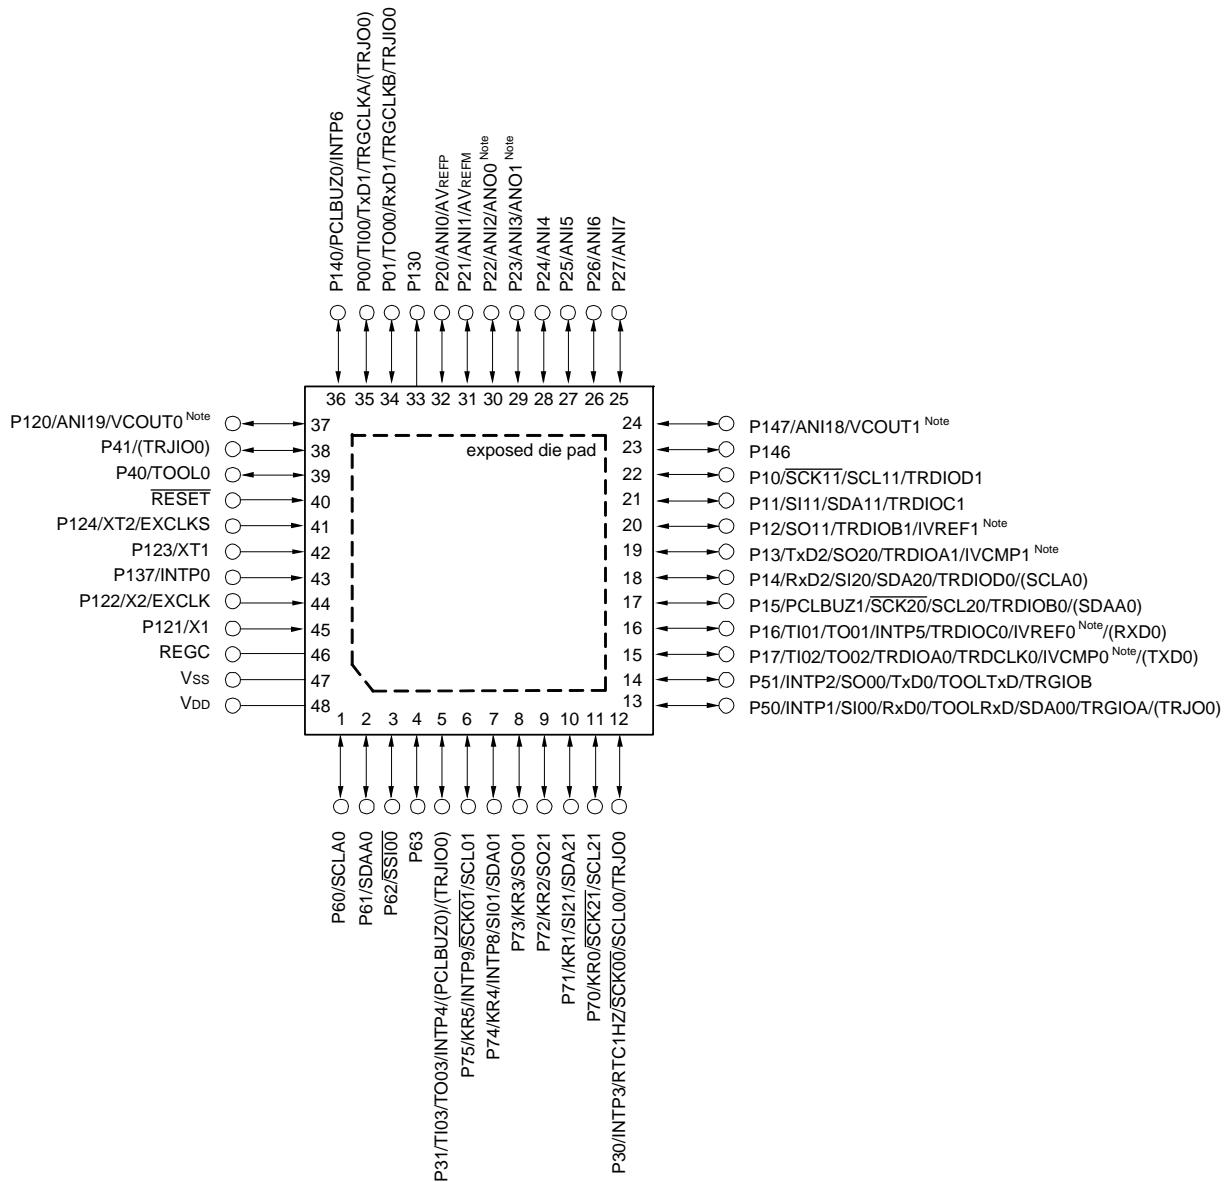 P140/PCLBUZ0/INTP6
P00/TI00/TxD1/TRGCLKA/(TRJO0)
P01/TO00/RxD1/TRGCLKB/TRJIO0
P130
P20/ANI0/AVREFP
P21/ANI1/AVREFM
P22/ANI2/ANO0 Note
P23/ANI3/ANO1 Note
P24/ANI4
P25/ANI5
P26/ANI6
P27/ANI7
36 35 34 33 32 31 30 29 28 27 26 25
P120/ANI19/VCOUT0 Note 37
P41/(TRJIO0) 38
P40/TOOL0 39
RESET 40
P124/XT2/EXCLKS 41
P123/XT1 42
P137/INTP0 43
P122/X2/EXCLK 44
P121/X1 45
REGC 46
VSS 47
VDD 48
exposed die pad
24 P147/ANI18/VCOUT1 Note
23 P146
22 P10/SCK11/SCL11/TRDIOD1
21 P11/SI11/SDA11/TRDIOC1
20 P12/SO11/TRDIOB1/IVREF1 Note
19 P13/TxD2/SO20/TRDIOA1/IVCMP1 Note
18 P14/RxD2/SI20/SDA20/TRDIOD0/(SCLA0)
17 P15/PCLBUZ1/SCK20/SCL20/TRDIOB0/(SDAA0)
16 P16/TI01/TO01/INTP5/TRDIOC0/IVREF0 Note/(RXD0)
15 P17/TI02/TO02/TRDIOA0/TRDCLK0/IVCMP0 Note/(TXD0)
14 P51/INTP2/SO00/TxD0/TOOLTxD/TRGIOB
13 P50/INTP1/SI00/RxD0/TOOLRxD/SDA00/TRGIOA/(TRJO0)
1 2 3 4 5 6 7 8 9 10 11 12
P60/SCLA0
P61/SDAA0
P62/SSI00
P63
P31/TI03/TO03/INTP4/(PCLBUZ0)/(TRJIO0)
P75/KR5/INTP9/SCK01/SCL01
P74/KR4/INTP8/SI01/SDA01
P73/KR3/SO01
P72/KR2/SO21
P71/KR1/SI21/SDA21
P70/KR0/SCK21/SCL21
P30/INTP3/RTC1HZ/SCK00/SCL00/TRJO0